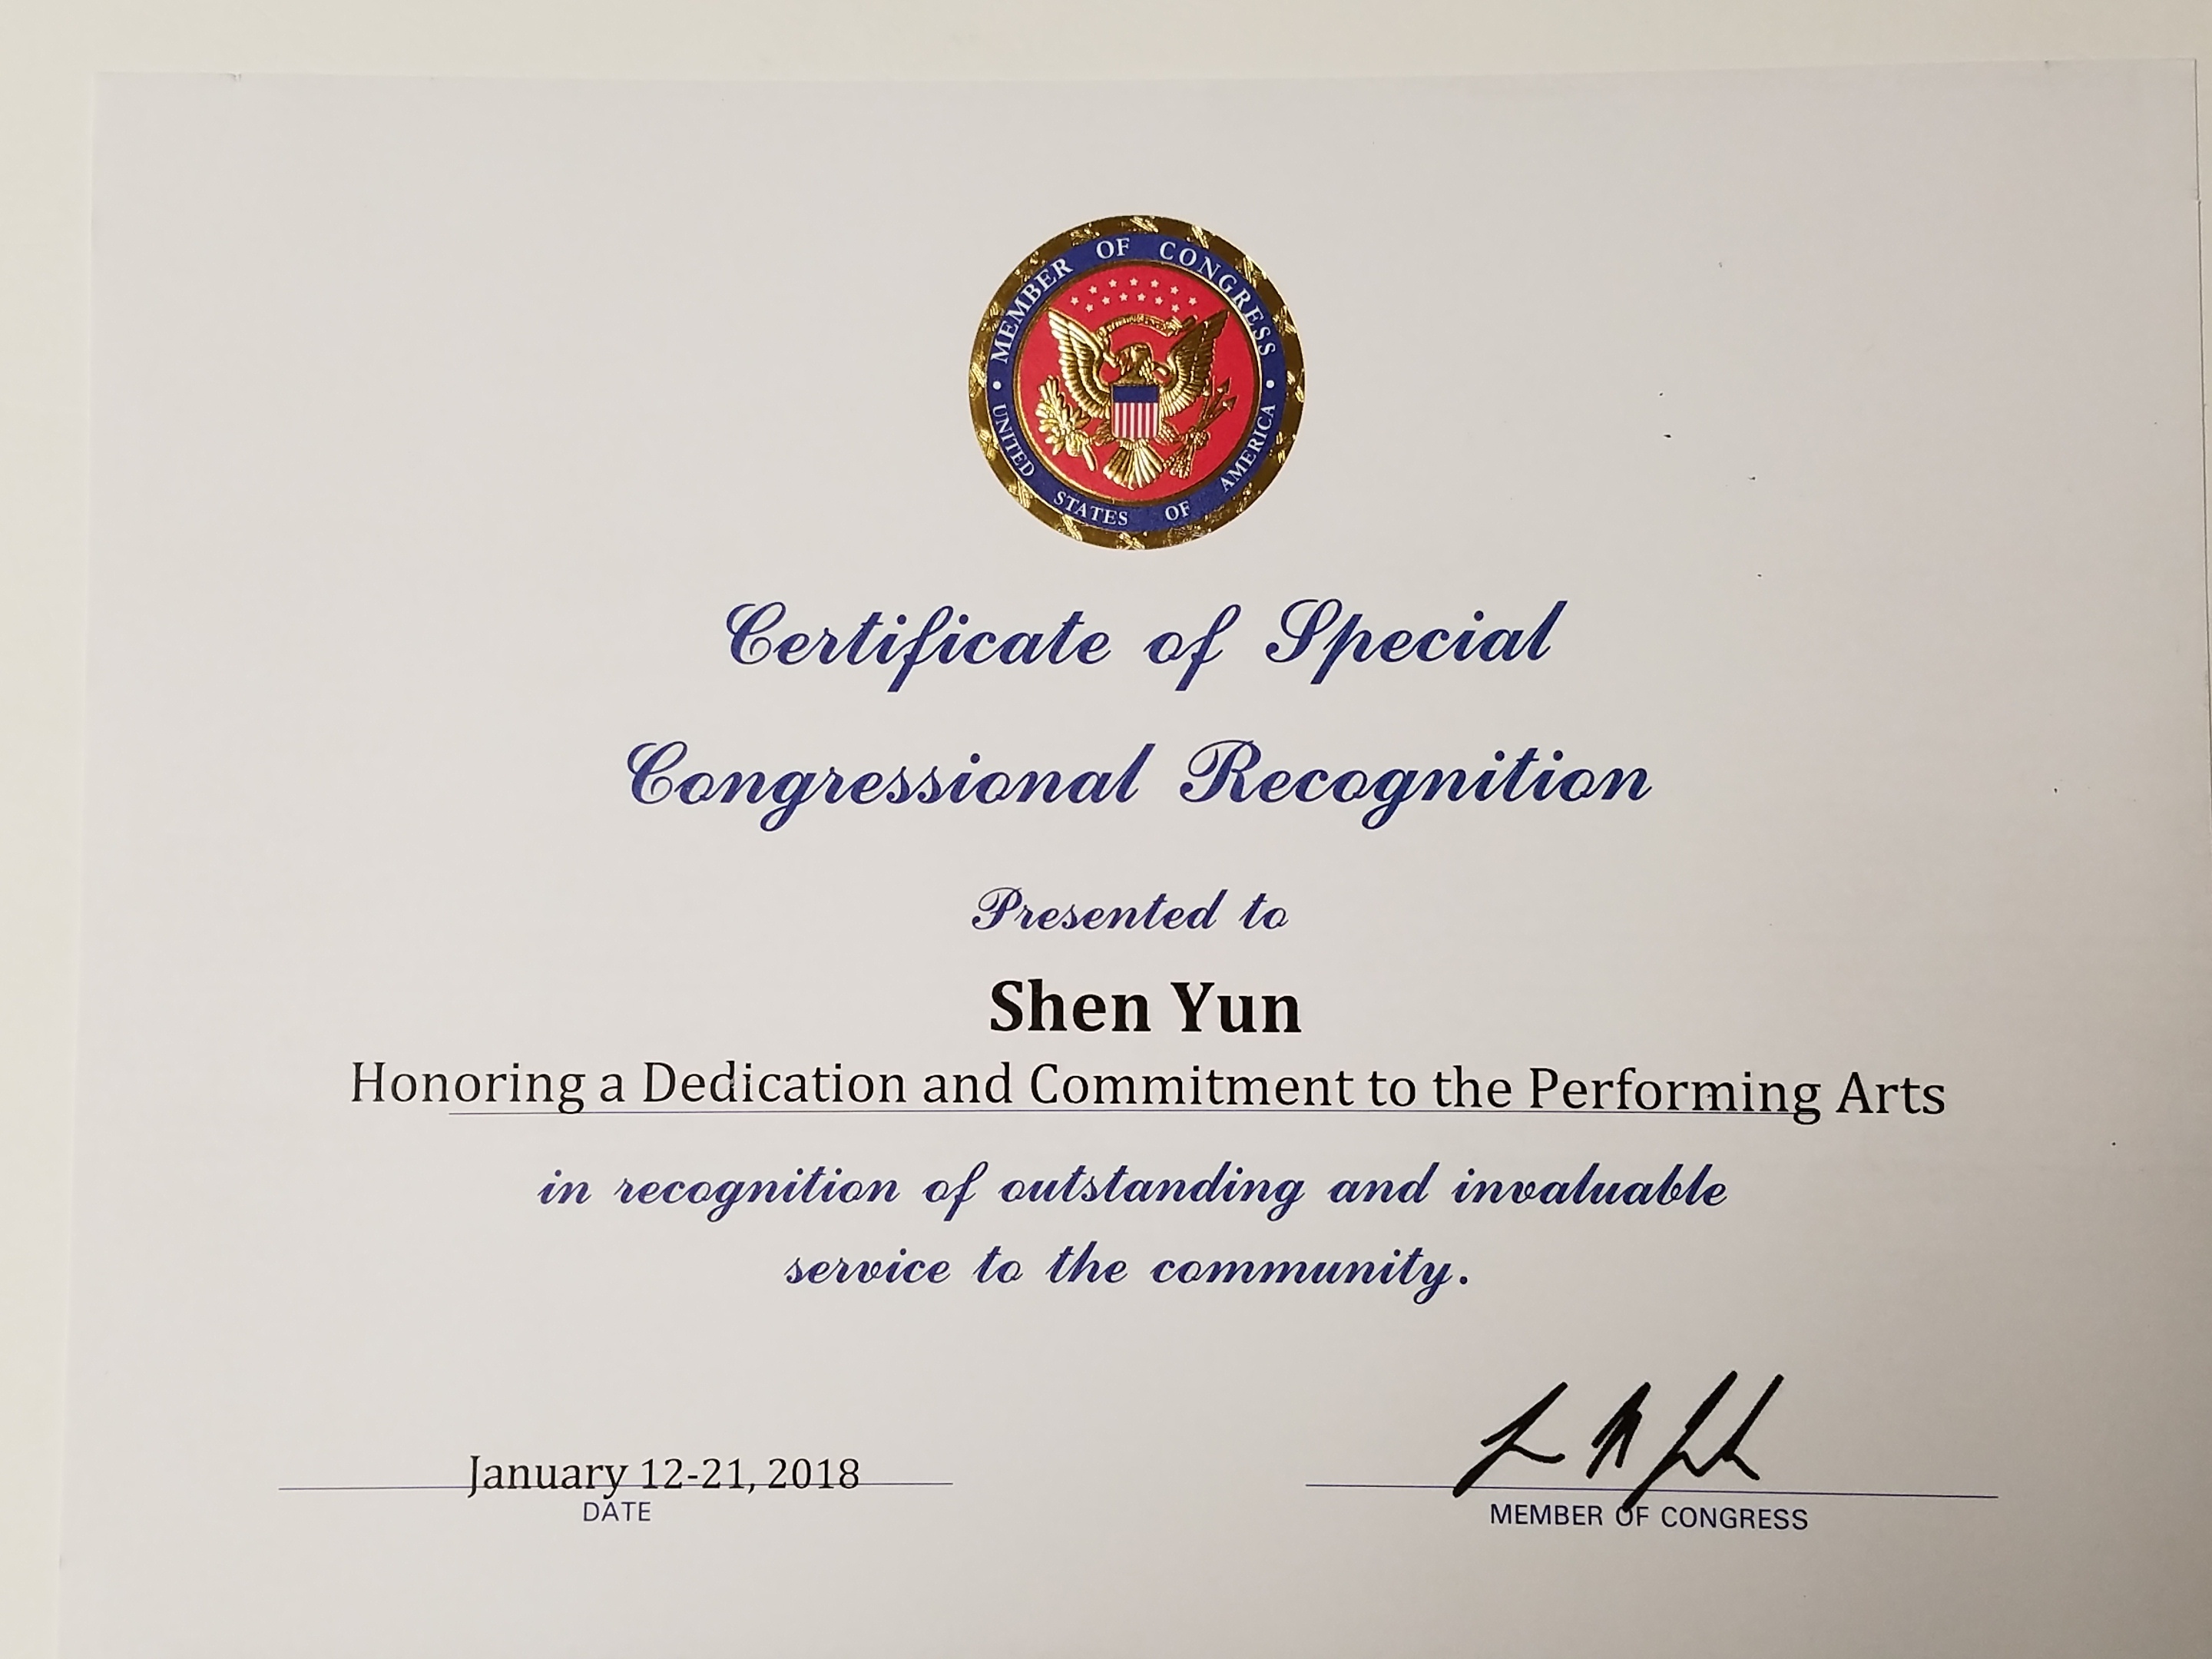 MEMBER OF CONGRESS
UNITED STATES OF AMERICA
Certificate of Special
Congressional Recognition
Presented to
Shen Yun
Honoring a Dedication and Commitment to the Performing Arts
in recognition of outstanding and invaluable
service to the community.
January 12-21, 2018
DATE
MEMBER OF CONGRESS